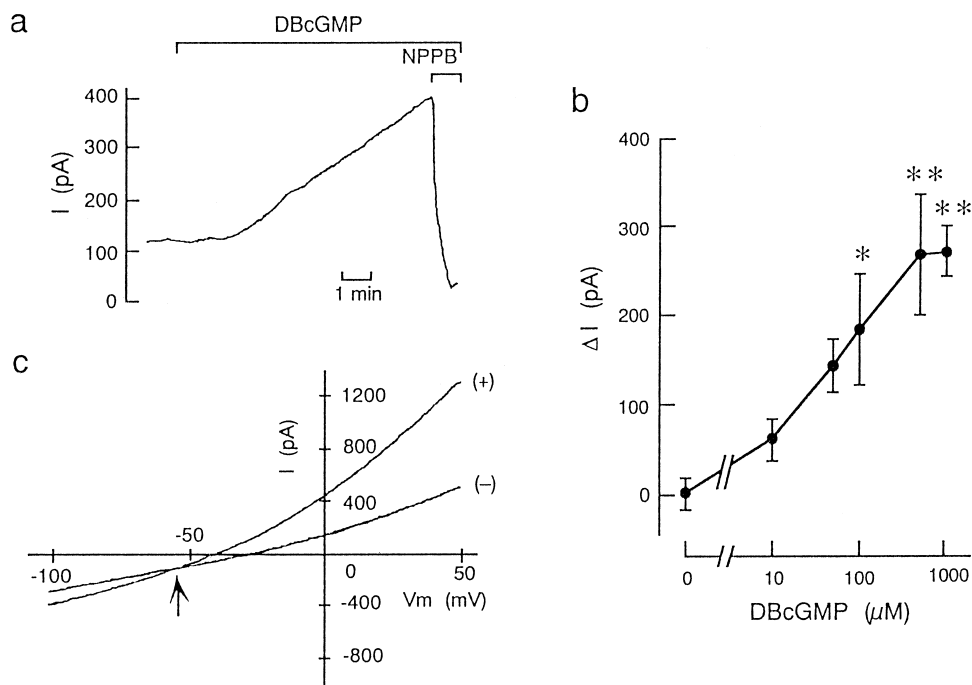 a
DBcGMP
NPPB
400
300
200
100
0
I (pA)
1 min
b
400
300
200
100
0
Δ I (pA)
**
**
*
0 10 100 1000
DBcGMP (μM)
c
(+)
(−)
1200
800
400
I (pA)
-50
-100 0 50
Vm (mV)
-400
-800